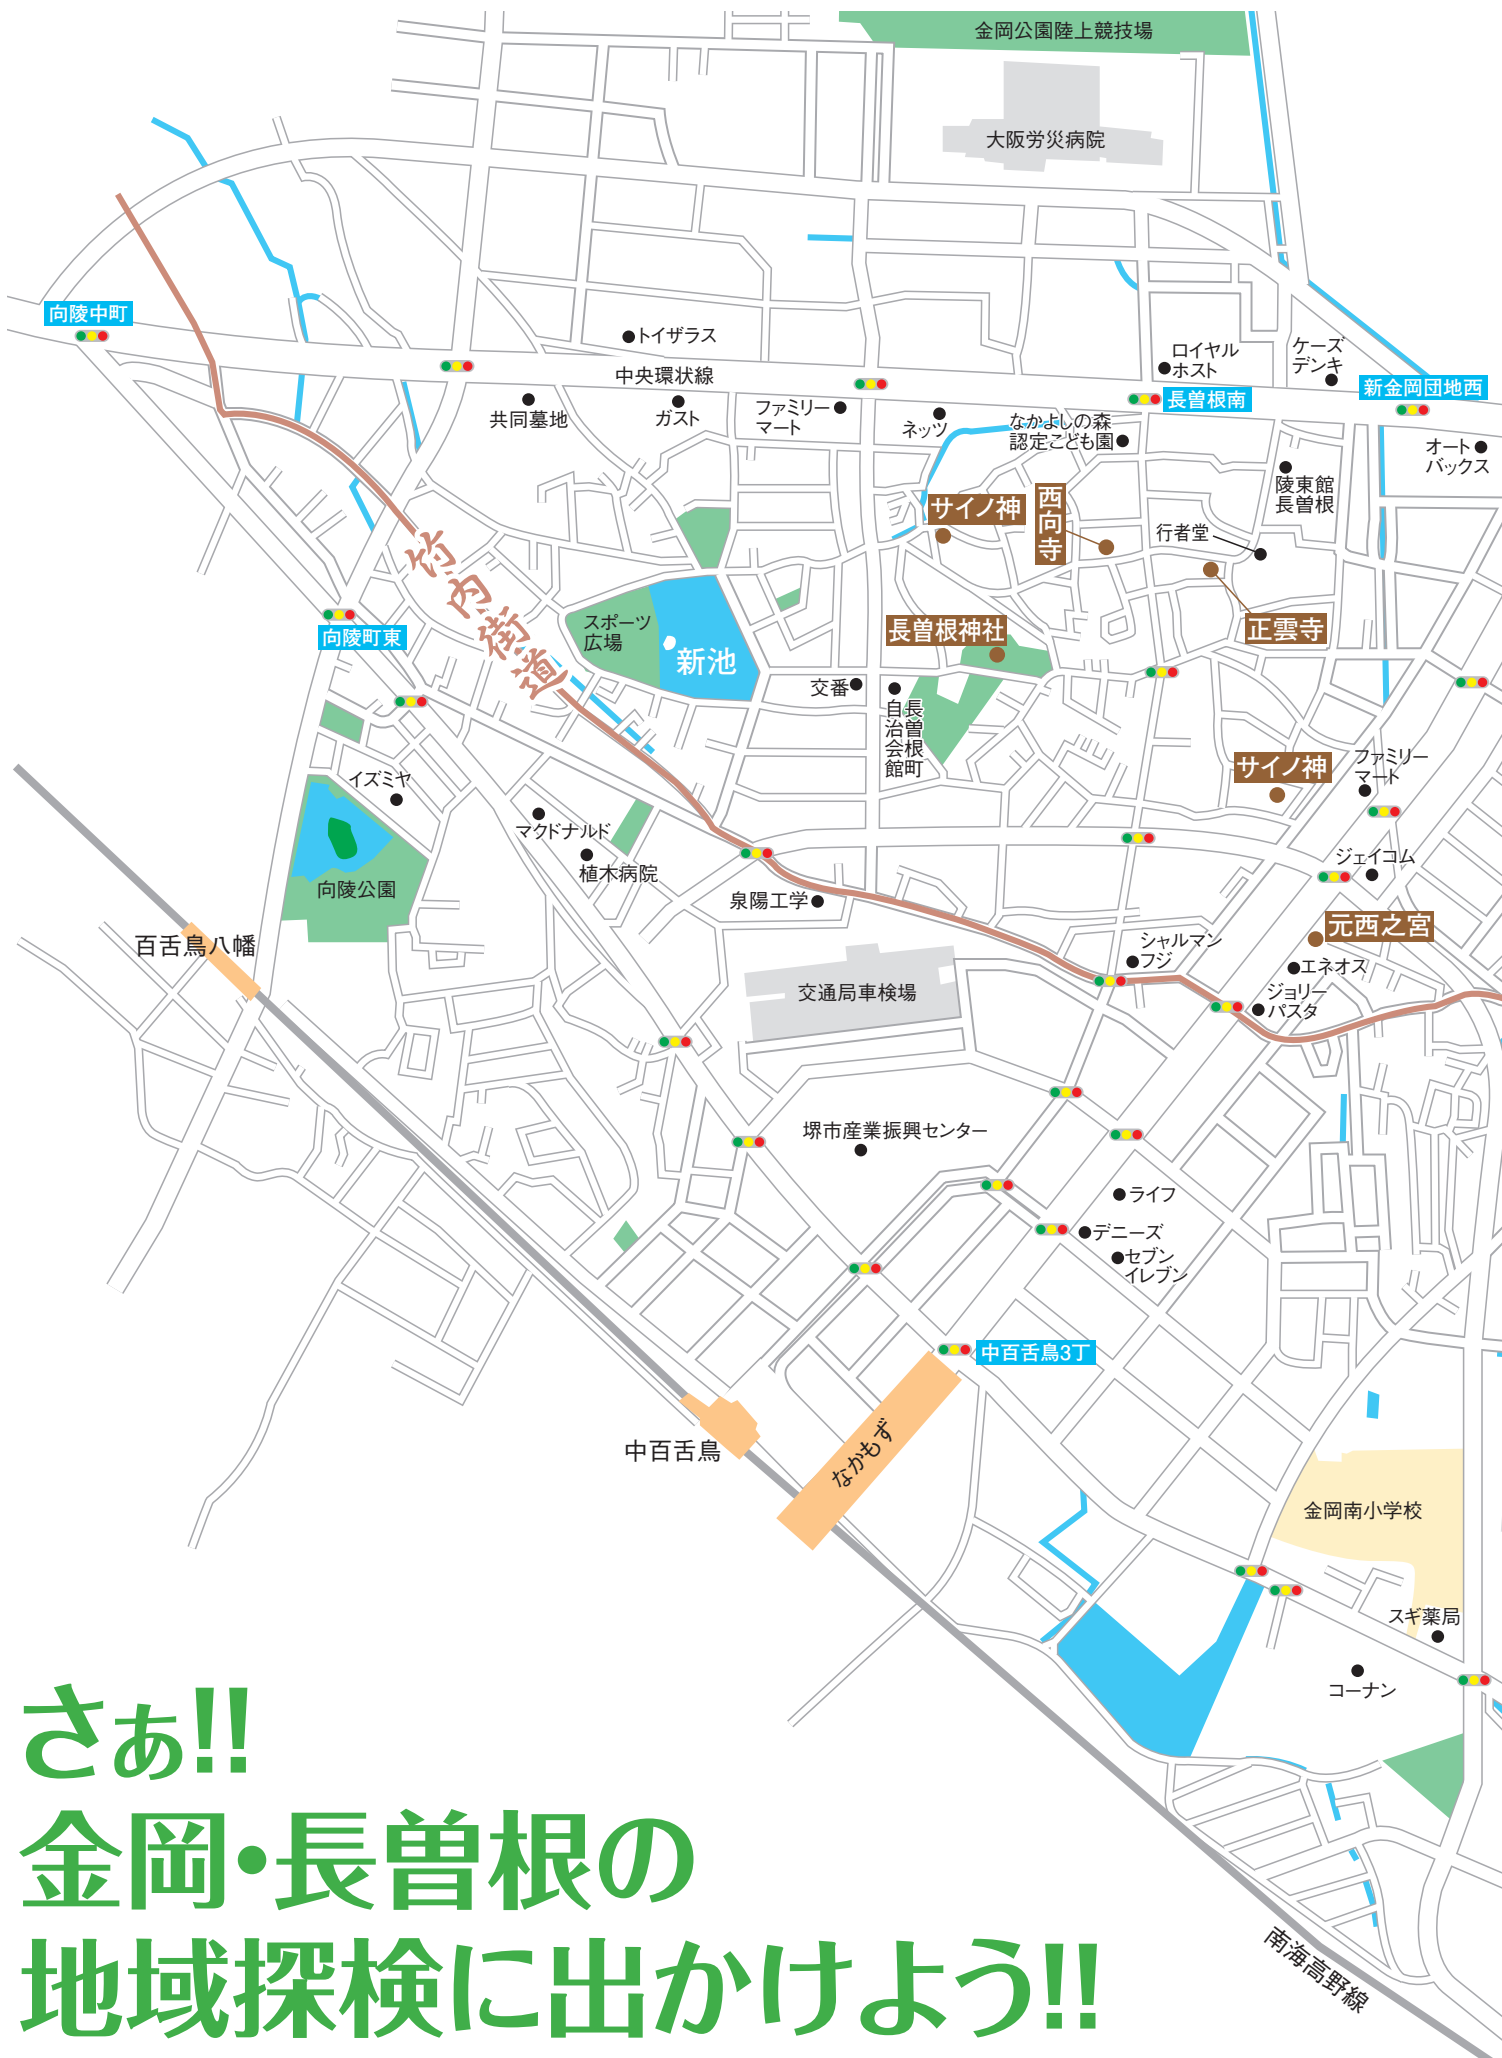 金岡公園陸上競技場
大阪労災病院
向陵中町
トイザラス
中央環状線
ロイヤル
ホスト
ケーズ
デンキ
新金岡団地西
長曽根南
共同墓地
ガスト
ファミリー
マート
ネッツ
なかよしの森
認定こども園
オート
バックス
陵東館
長曽根
サイノ神
西向寺
行者堂
竹内街道
向陵町東
スポーツ
広場
新池
長曽根神社
正雲寺
交番
長曽根町
自治会館
サイノ神
ファミリー
マート
イズミヤ
マクドナルド
植木病院
ジェイコム
向陵公園
泉陽工学
元西之宮
百舌鳥八幡
シャルマン
フジ
エネオス
交通局車検場
ジョリー
パスタ
堺市産業振興センター
ライフ
デニーズ
セブン
イレブン
中百舌鳥3丁
中百舌鳥
なかもず
金岡南小学校
スギ薬局
コーナン
南海高野線
さぁ!!
金岡・長曽根の
地域探検に出かけよう!!